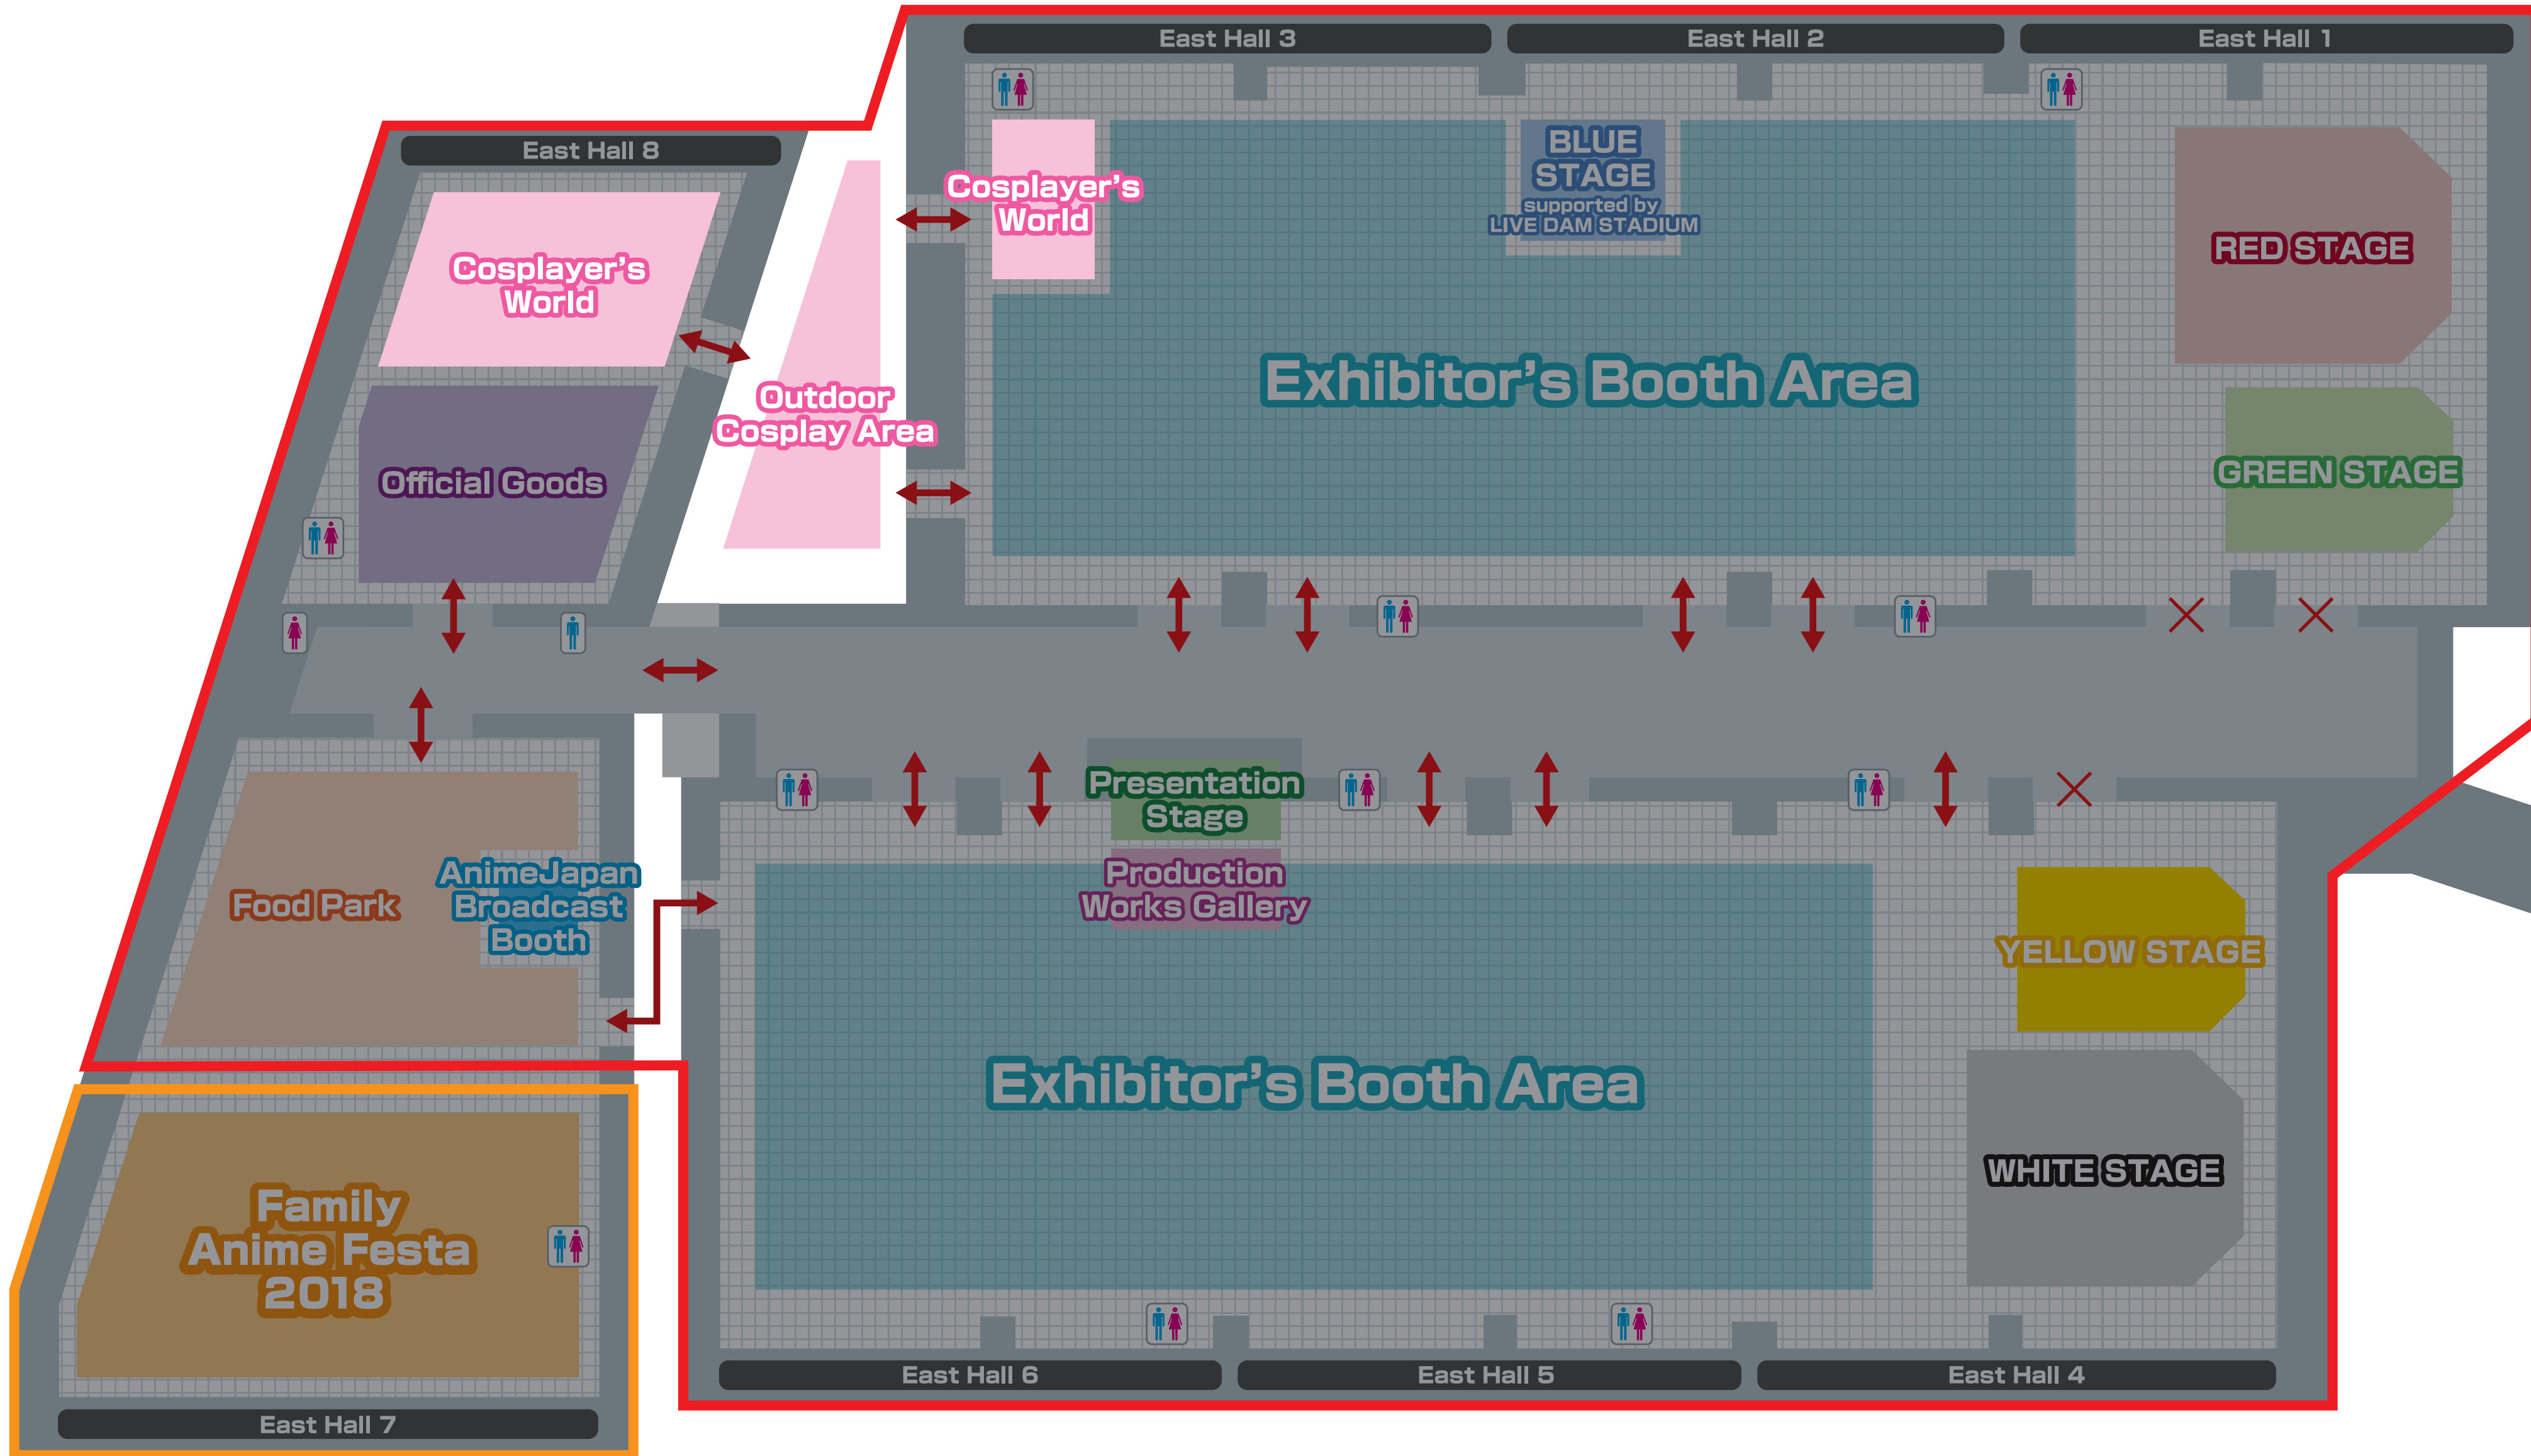 East Hall 3
East Hall 2
East Hall 1
East Hall 8
Cosplayer's
World
Official Goods
Outdoor
Cosplay Area
Cosplayer's
World
BLUE
STAGE
supported by
LIVE DAM STADIUM
Exhibitor's Booth Area
RED STAGE
GREEN STAGE
Food Park
AnimeJapan
Broadcast
Booth
Presentation
Stage
Production
Works Gallery
Exhibitor's Booth Area
YELLOW STAGE
WHITE STAGE
Family
Anime Festa
2018
East Hall 6
East Hall 5
East Hall 4
East Hall 7